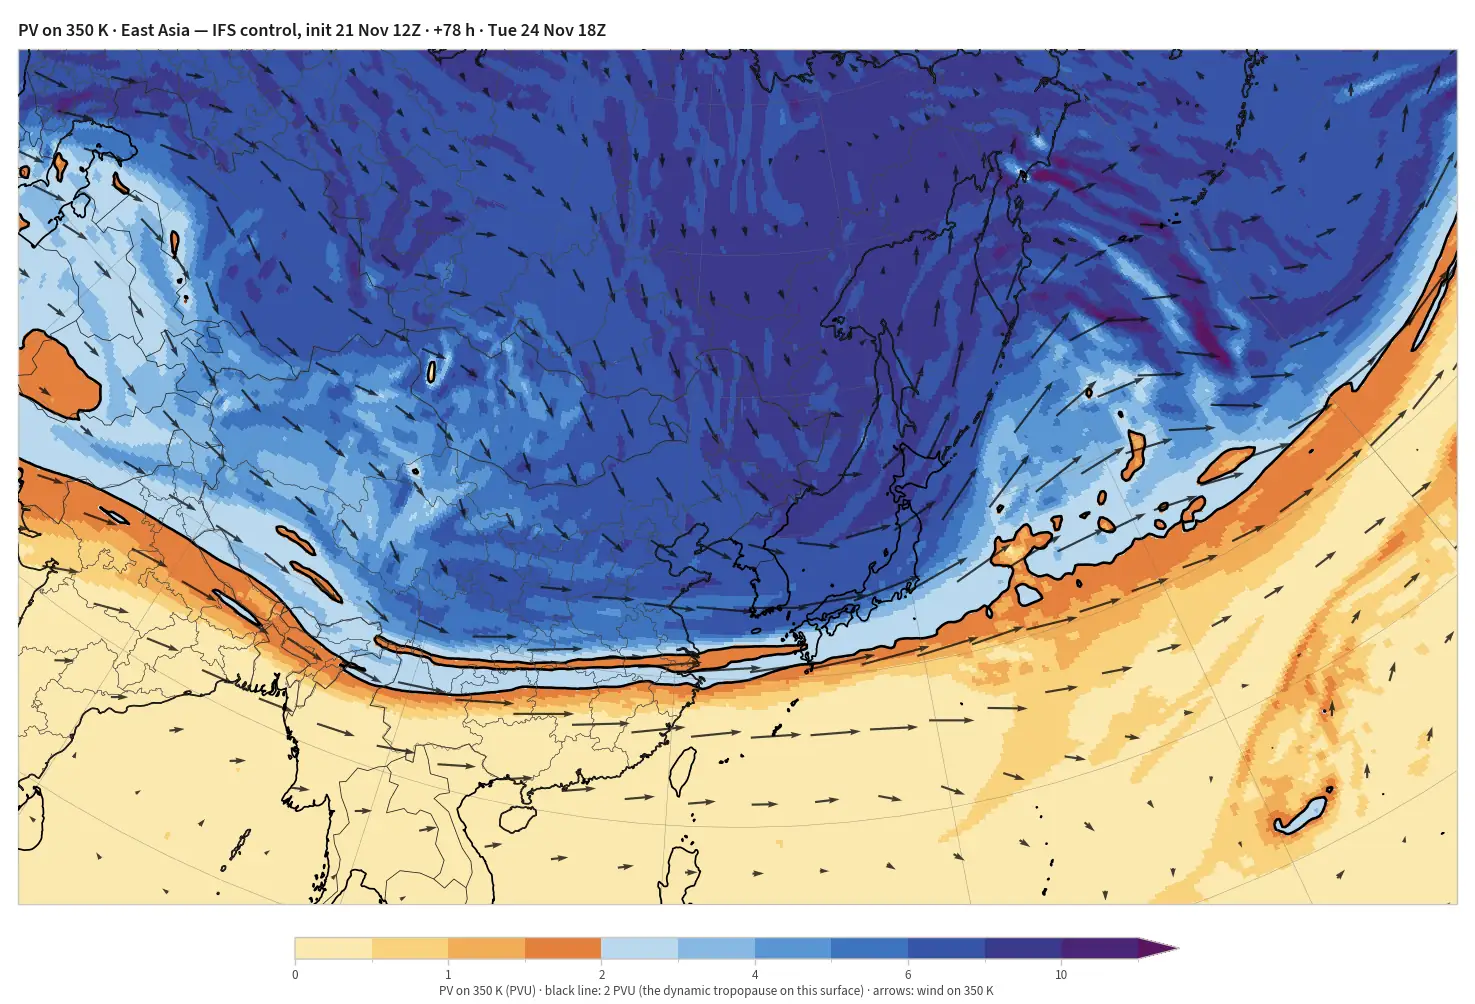 PV on 350 K · East Asia — IFS control, init 21 Nov 12Z · +78 h · Tue 24 Nov 18Z
0 1 2 4 6 10
PV on 350 K (PVU) · black line: 2 PVU (the dynamic tropopause on this surface) · arrows: wind on 350 K